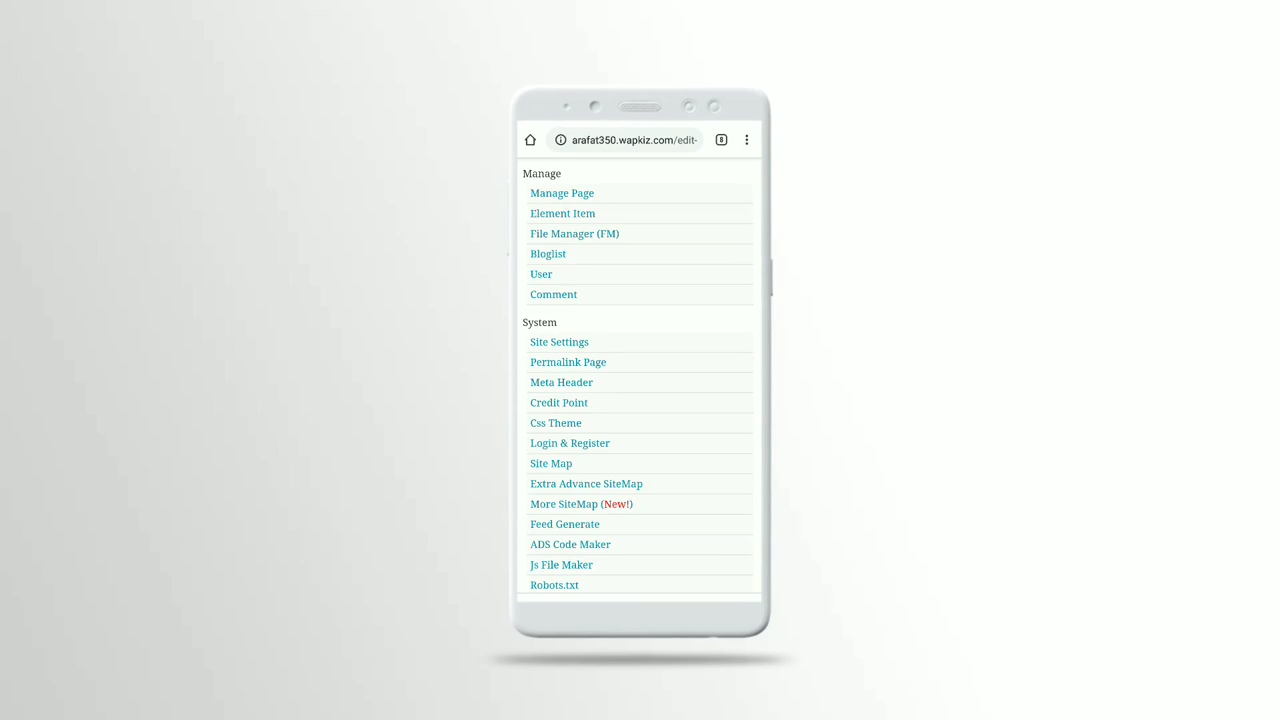 arafat350.wapkiz.com/edit-
8
Manage
Manage Page
Element Item
File Manager (FM)
Bloglist
User
Comment
System
Site Settings
Permalink Page
Meta Header
Credit Point
Css Theme
Login & Register
Site Map
Extra Advance SiteMap
More SiteMap (New!)
Feed Generate
ADS Code Maker
Js File Maker
Robots.txt